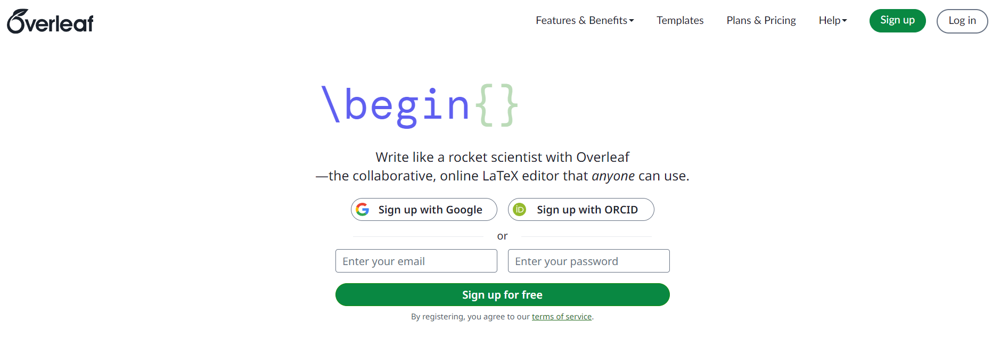 Overleaf
Features & Benefits
Templates
Plans & Pricing
Help
Sign up
Log in
\begin{}
Write like a rocket scientist with Overleaf
—the collaborative, online LaTeX editor that anyone can use.
Sign up with Google
iD Sign up with ORCID
or
Enter your email
Enter your password
Sign up for free
By registering, you agree to our terms of service.